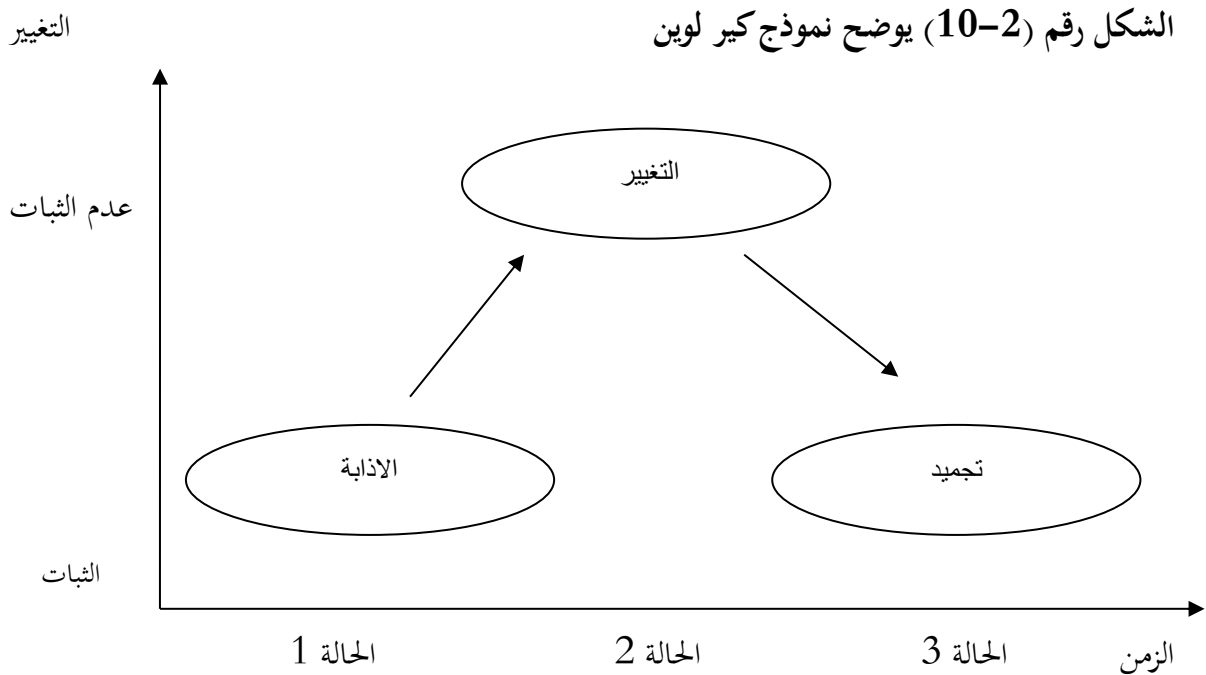 الشكل رقم (2-10) يوضح نموذج كير لوين
التغيير
التغيير
عدم الثبات
الاذابة
تجميد
الثبات
الحالة 1
الحالة 2
الحالة 3
الزمن